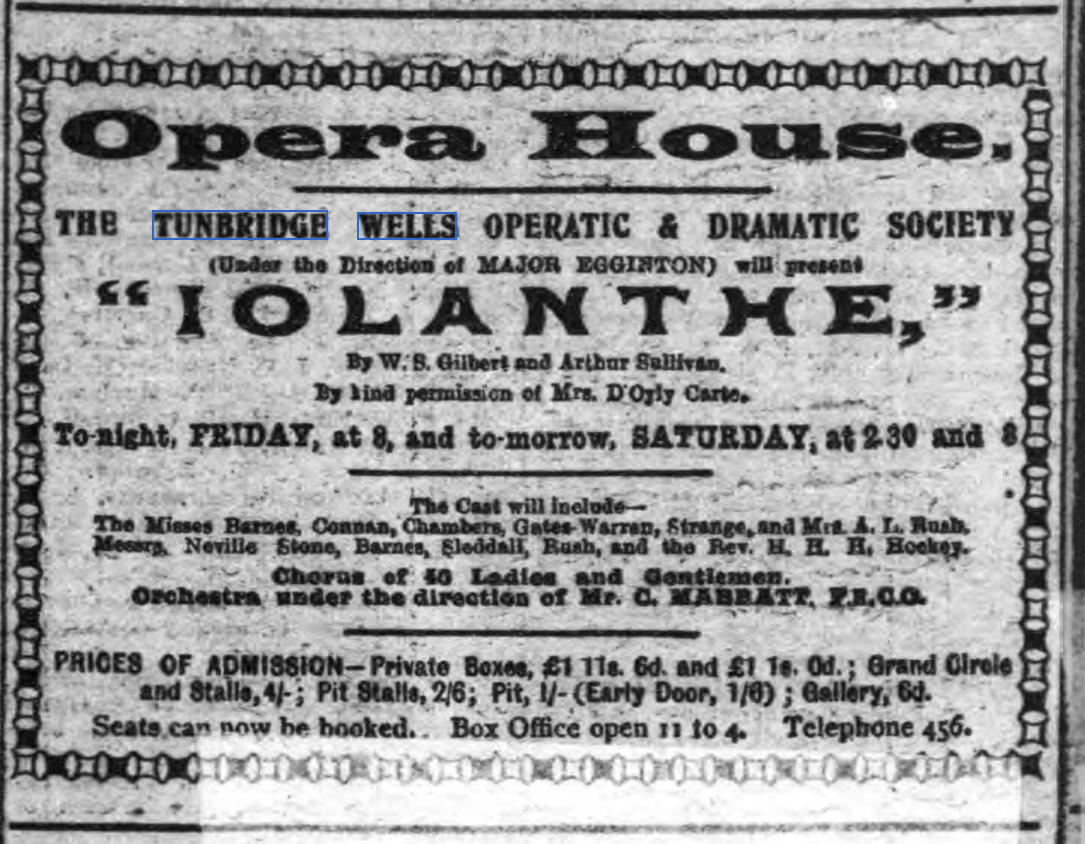 Opera House.
THE TUNBRIDGE WELLS OPERATIC & DRAMATIC SOCIETY
(Under the Direction of MAJOR EGGINTON) will present
“IOLANTHE,”
By W. S. Gilbert and Arthur Sullivan.
By kind permission of Mrs. D'Oyly Carte.
To-night, FRIDAY, at 8, and to-morrow, SATURDAY, at 2.30 and 8
The Cast will include—
The Misses Barnes, Connan, Chambers, Gates-Warren, Strange, and Mrs. A. L. Rush.
Messrs. Neville Stone, Barnes, Sleddall, Rush, and the Rev. H. H. H. Hockey.
Chorus of 40 Ladies and Gentlemen.
Orchestra under the direction of Mr. C. MABBATT, F.R.C.O.
PRICES OF ADMISSION—Private Boxes, £1 11s. 6d. and £1 1s. 0d.; Grand Circle
and Stalls, 4/-; Pit Stalls, 2/6; Pit, 1/- (Early Door, 1/6); Gallery, 6d.
Seats can now be booked. Box Office open 11 to 4. Telephone 456.